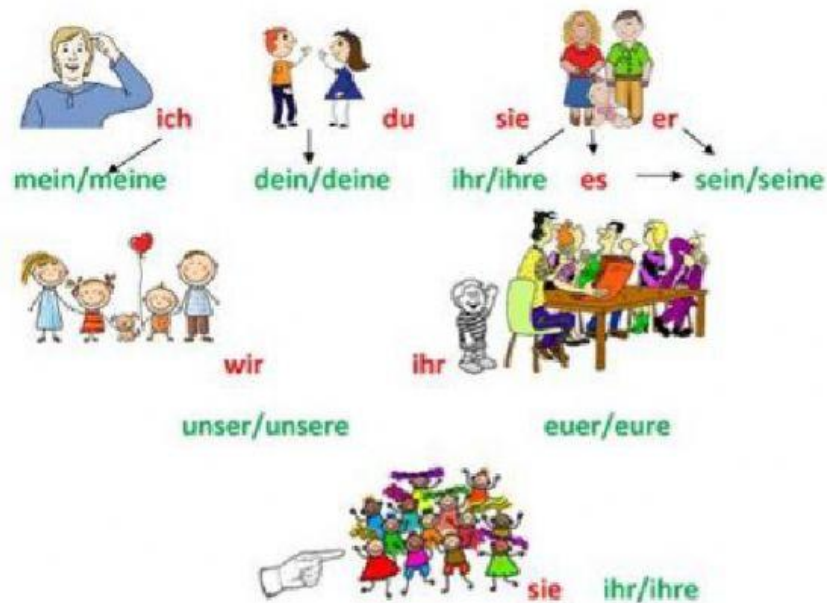 ich du sie er
mein/meine dein/deine ihr/ihre es sein/seine
wir ihr
unser/unsere euer/eure
sie ihr/ihre